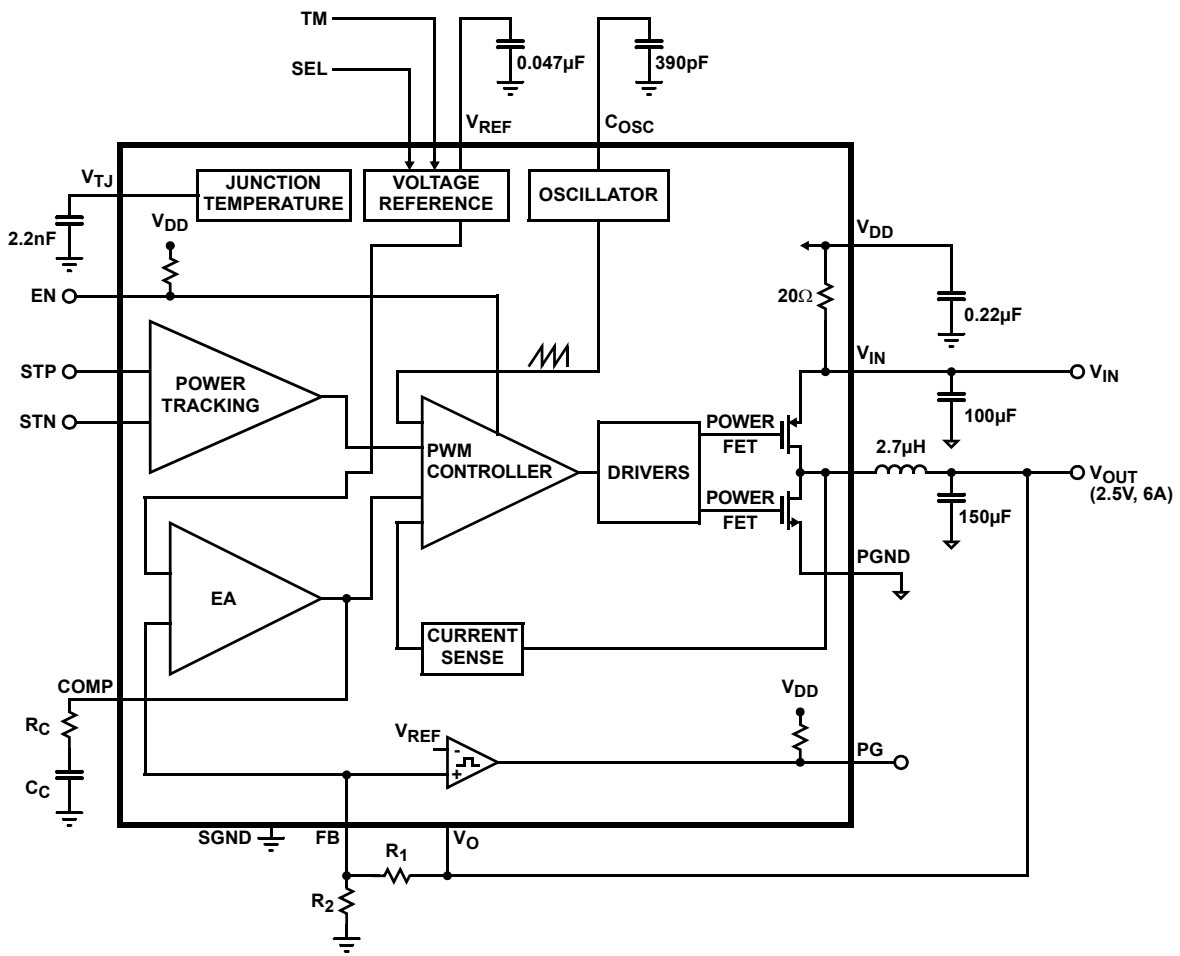 TM
SEL
0.047µF
390pF
VREF
COSC
VTJ
JUNCTION
TEMPERATURE
VOLTAGE
REFERENCE
OSCILLATOR
2.2nF
VDD
VDD
EN
20Ω
0.22µF
STP
STN
POWER
TRACKING
VIN
VIN
100µF
PWM
CONTROLLER
DRIVERS
POWER
FET
POWER
FET
2.7µH
VOUT
(2.5V, 6A)
150µF
PGND
EA
CURRENT
SENSE
COMP
RC
CC
VDD
VREF
-
+
PG
SGND
FB
VO
R1
R2